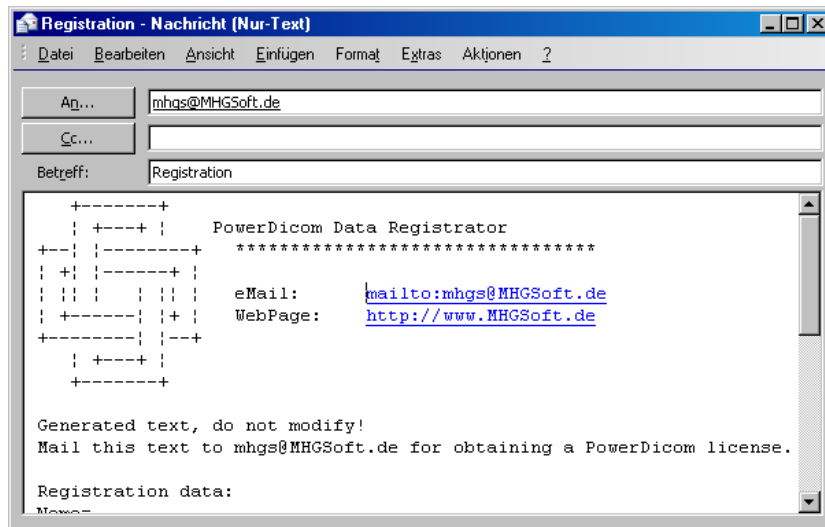 Registration - Nachricht (Nur-Text)
Datei Bearbeiten Ansicht Einfügen Format Extras Aktionen ?
An... mhgs@MHGSoft.de
Cc...
Betreff: Registration
+-------+
¦ +---+ ¦ PowerDicom Data Registrator
+--¦ ¦--------+ *********************************
¦ +¦ ¦------+ ¦
¦ ¦¦ ¦ ¦ ¦¦ ¦ eMail: mailto:mhgs@MHGSoft.de
¦ +------¦ ¦+ ¦ WebPage: http://www.MHGSoft.de
+--------¦ ¦--+
¦ +---+ ¦
+-------+
Generated text, do not modify!
Mail this text to mhgs@MHGSoft.de for obtaining a PowerDicom license.
Registration data:
Name=